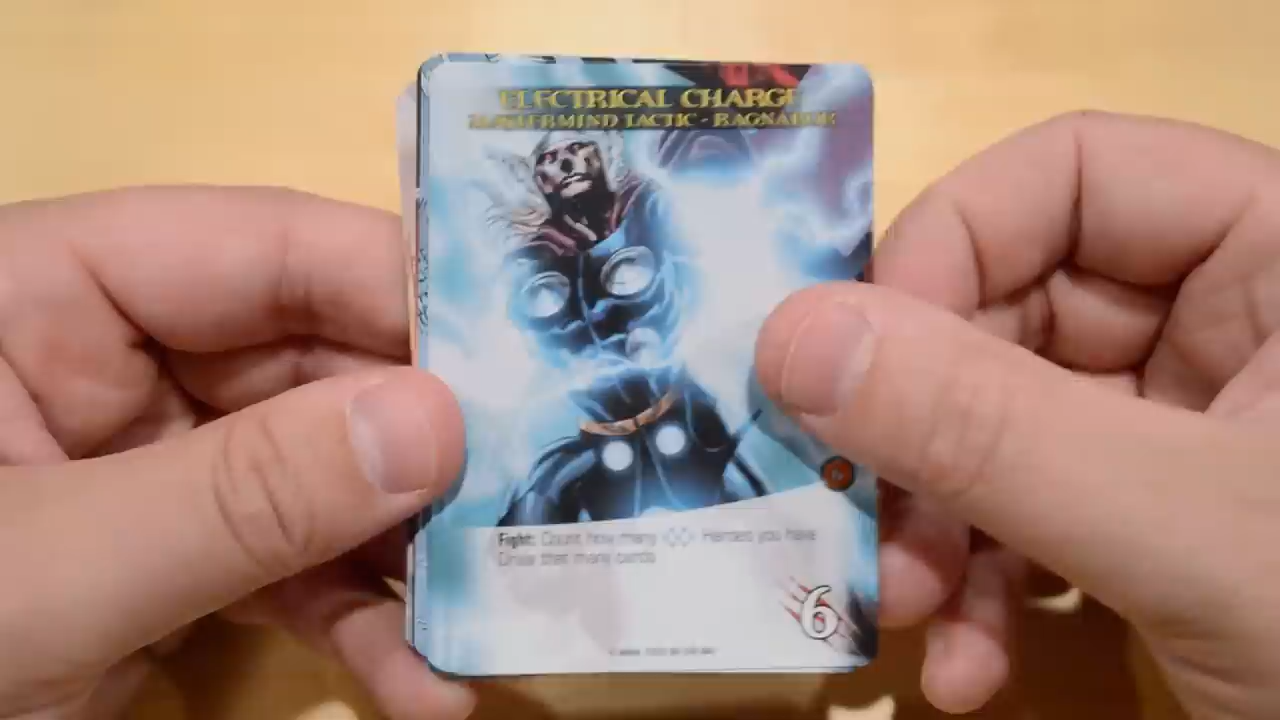 ELECTRICAL CHARGE
MASTERMIND TACTIC - RAGNAROK
Fight: Count how many Heroes you have
Draw that many cards
6